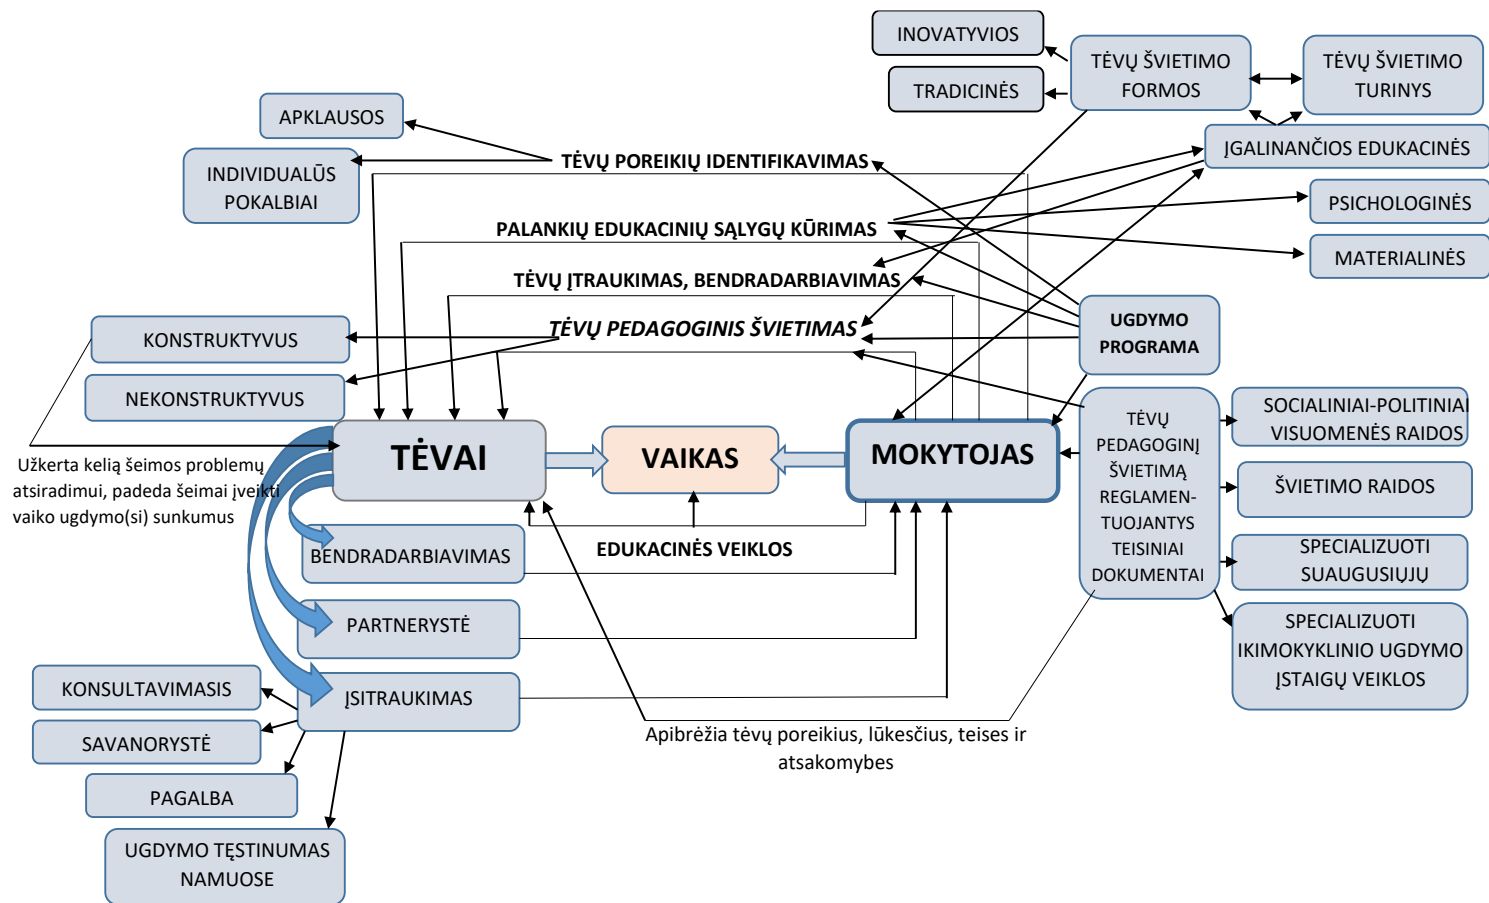 INOVATYVIOS
TRADICINĖS
TĖVŲ ŠVIETIMO
FORMOS
TĖVŲ ŠVIETIMO
TURINYS
APKLAUSOS
INDIVIDUALŪS
POKALBIAI
TĖVŲ POREIKIŲ IDENTIFIKAVIMAS
ĮGALINANČIOS EDUKACINĖS
PSICHOLOGINĖS
PALANKIŲ EDUKACINIŲ SĄLYGŲ KŪRIMAS
MATERIALINĖS
TĖVŲ ĮTRAUKIMAS, BENDRADARBIAVIMAS
TĖVŲ PEDAGOGINIS ŠVIETIMAS
UGDYMO
PROGRAMA
KONSTRUKTYVUS
NEKONSTRUKTYVUS
TĖVAI
VAIKAS
MOKYTOJAS
TĖVŲ
PEDAGOGINĮ
ŠVIETIMĄ
REGLAMEN-
TUOJANTYS
TEISINIAI
DOKUMENTAI
SOCIALINIAI-POLITINIAI
VISUOMENĖS RAIDOS
ŠVIETIMO RAIDOS
SPECIALIZUOTI
SUAUGUSIŲJŲ
SPECIALIZUOTI
IKIMOKYKLINIO UGDYMO
ĮSTAIGŲ VEIKLOS
Užkerta kelią šeimos problemų
atsiradimui, padeda šeimai įveikti
vaiko ugdymo(si) sunkumus
EDUKACINĖS VEIKLOS
BENDRADARBIAVIMAS
PARTNERYSTĖ
ĮSITRAUKIMAS
KONSULTAVIMASIS
SAVANORYSTĖ
PAGALBA
UGDYMO TĘSTINUMAS
NAMUOSE
Apibrėžia tėvų poreikius, lūkesčius, teises ir
atsakomybes